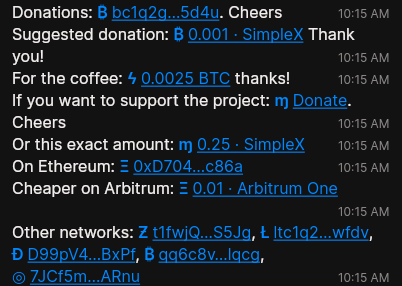 Donations: ₿ bc1q2g...5d4u. Cheers 10:15 AM
Suggested donation: ₿ 0.001 · SimpleX Thank
you! 10:15 AM
For the coffee: ϟ 0.0025 BTC thanks! 10:15 AM
If you want to support the project: ɱ Donate.
Cheers 10:15 AM
Or this exact amount: ɱ 0.25 · SimpleX 10:15 AM
On Ethereum: Ξ 0xD704...c86a 10:15 AM
Cheaper on Arbitrum: Ξ 0.01 · Arbitrum One
10:15 AM
Other networks: Ƶ t1fwjQ...S5Jg, Ł ltc1q2...wfdv,
Ð D99pV4...BxPf, Ƀ qq6c8v...lqcq,
◎ 7JCf5m...ARnu 10:15 AM